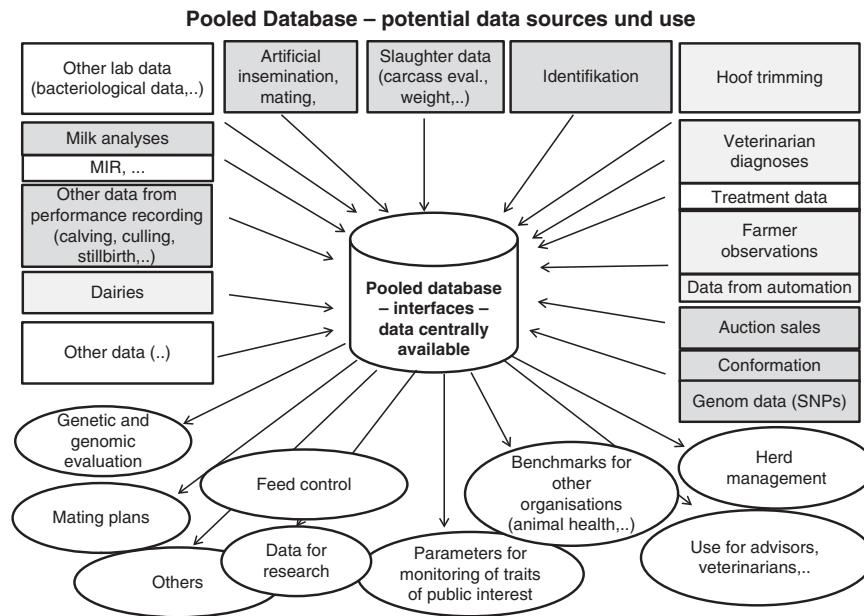 Pooled Database – potential data sources und use
Other lab data
(bacteriological data,..)
Artificial
insemination,
mating,
Slaughter data
(carcass eval.,
weight,..)
Identifikation
Hoof trimming
Milk analyses
MIR, ...
Other data from
performance recording
(calving, culling,
stillbirth,..)
Dairies
Other data (..)
Veterinarian
diagnoses
Treatment data
Farmer
observations
Data from automation
Auction sales
Conformation
Genom data (SNPs)
Pooled database
– interfaces –
data centrally
available
Genetic and
genomic
evaluation
Mating plans
Others
Feed control
Data for
research
Parameters for
monitoring of traits
of public interest
Benchmarks for
other
organisations
(animal health,..)
Herd
management
Use for advisors,
veterinarians,..